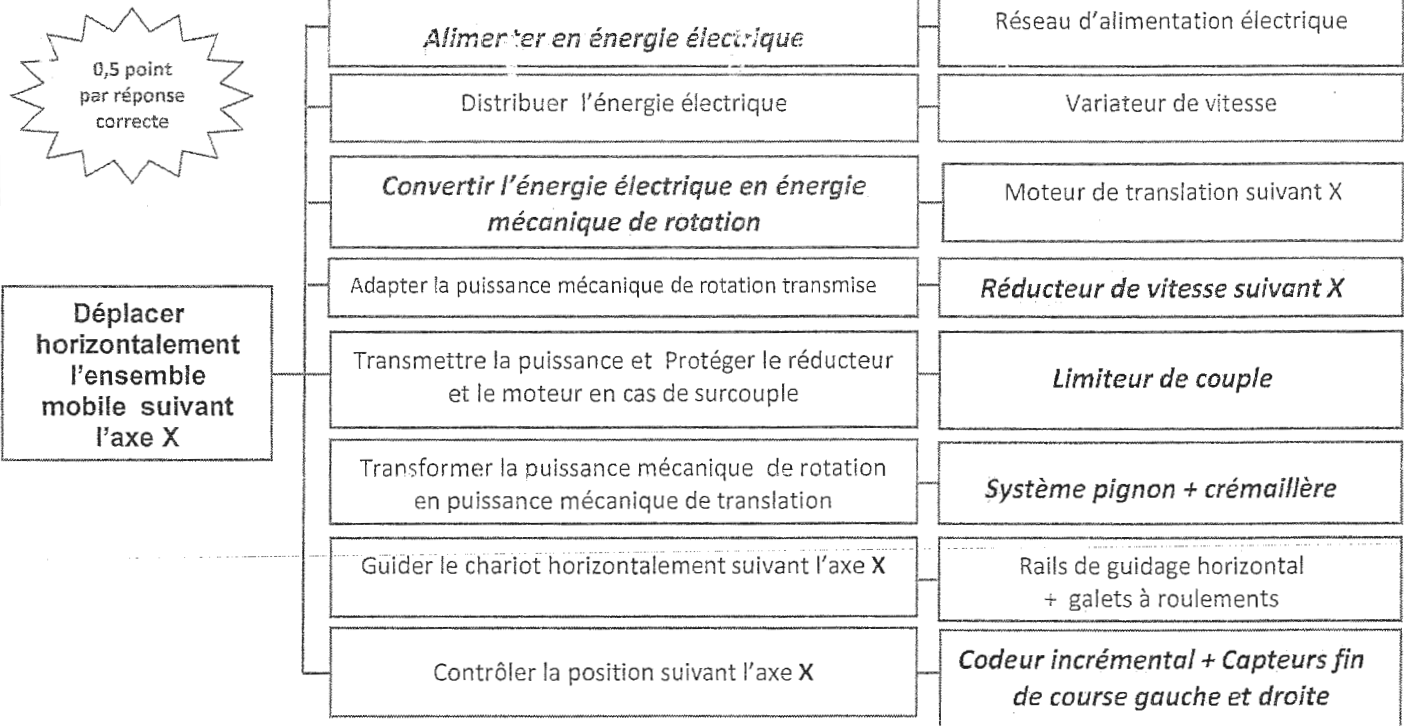 0,5 point
par réponse
correcte
Déplacer
horizontalement
l'ensemble
mobile suivant
l'axe X
Alimenter en énergie électrique
Réseau d'alimentation électrique
Distribuer l'énergie électrique
Variateur de vitesse
Convertir l'énergie électrique en énergie
mécanique de rotation
Moteur de translation suivant X
Adapter la puissance mécanique de rotation transmise
Réducteur de vitesse suivant X
Transmettre la puissance et Protéger le réducteur
et le moteur en cas de surcouple
Limiteur de couple
Transformer la puissance mécanique de rotation
en puissance mécanique de translation
Système pignon + crémaillère
Guider le chariot horizontalement suivant l'axe X
Rails de guidage horizontal
+ galets à roulements
Contrôler la position suivant l'axe X
Codeur incrémental + Capteurs fin
de course gauche et droite